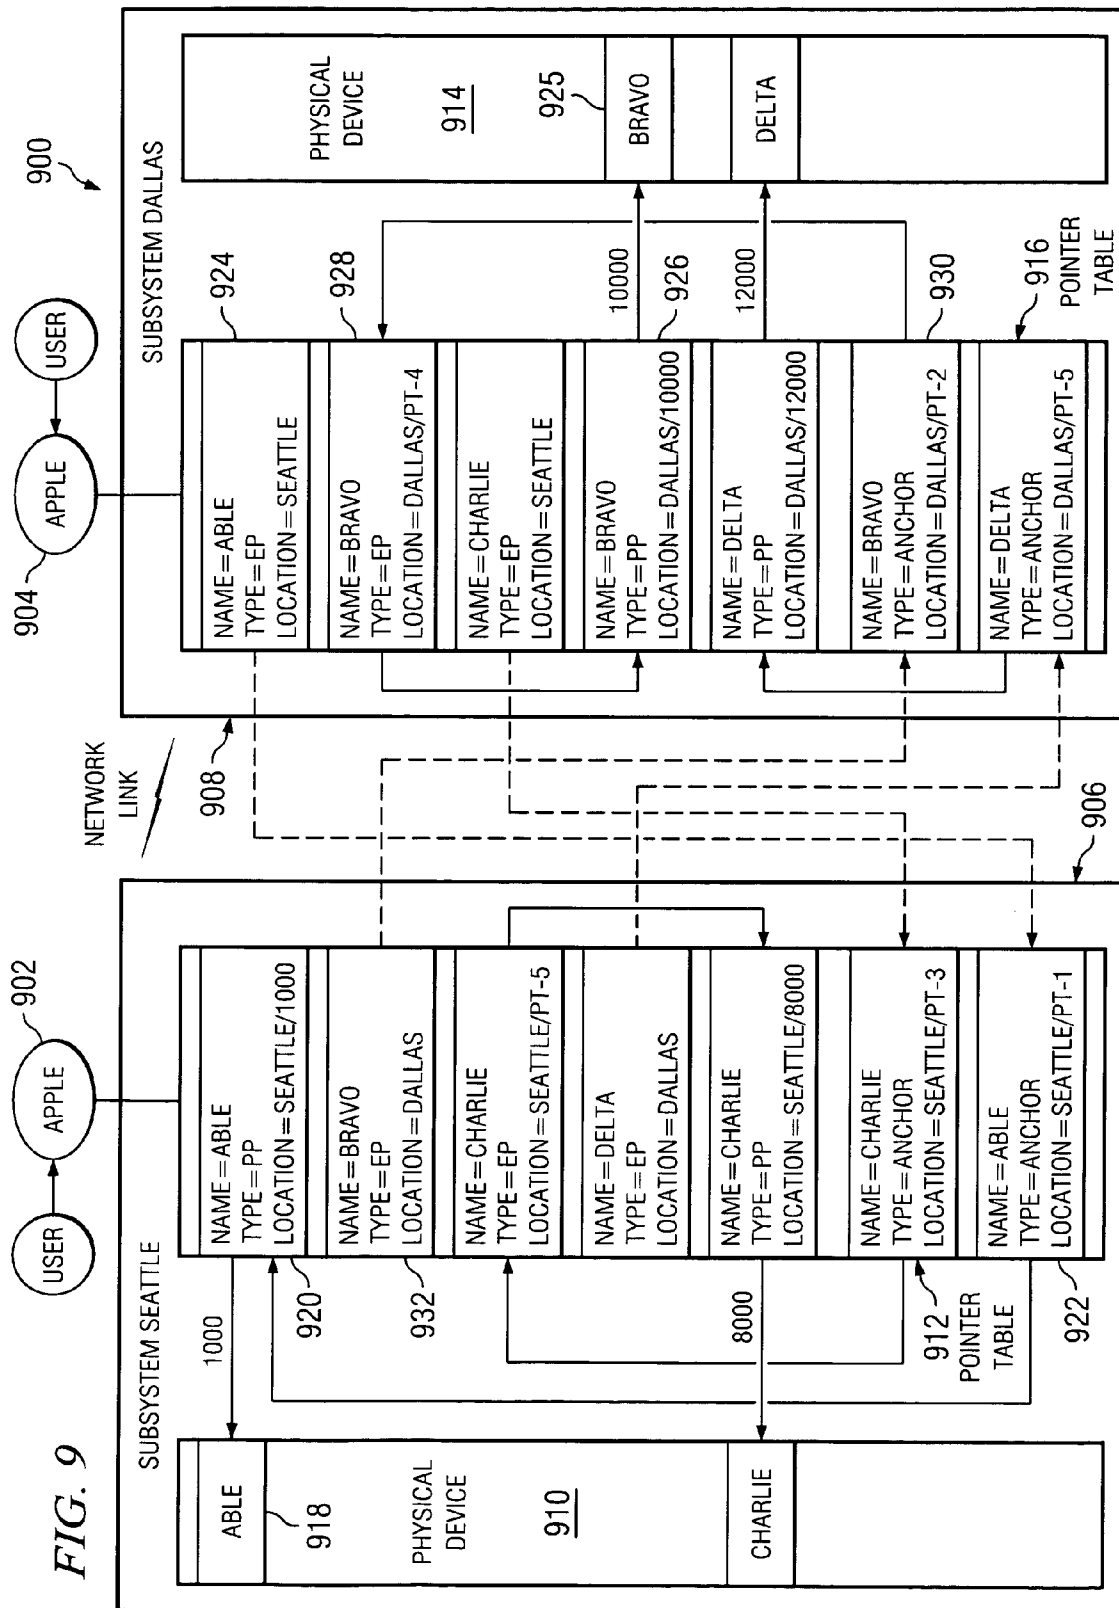 FIG. 9
900
NETWORK
LINK
USER
APPLE
902
USER
APPLE
904
SUBSYSTEM SEATTLE
906
ABLE
918
PHYSICAL
DEVICE
910
CHARLIE
1000
8000
920
932
912
POINTER
TABLE
922
NAME=ABLE
TYPE=PP
LOCATION=SEATTLE/1000
NAME=BRAVO
TYPE=EP
LOCATION=DALLAS
NAME=CHARLIE
TYPE=EP
LOCATION=SEATTLE/PT-5
NAME=DELTA
TYPE=EP
LOCATION=DALLAS
NAME=CHARLIE
TYPE=PP
LOCATION=SEATTLE/8000
NAME=CHARLIE
TYPE=ANCHOR
LOCATION=SEATTLE/PT-3
NAME=ABLE
TYPE=ANCHOR
LOCATION=SEATTLE/PT-1
SUBSYSTEM DALLAS
908
NAME=ABLE
TYPE=EP
LOCATION=SEATTLE
NAME=BRAVO
TYPE=EP
LOCATION=DALLAS/PT-4
NAME=CHARLIE
TYPE=EP
LOCATION=SEATTLE
NAME=BRAVO
TYPE=PP
LOCATION=DALLAS/10000
NAME=DELTA
TYPE=PP
LOCATION=DALLAS/12000
NAME=BRAVO
TYPE=ANCHOR
LOCATION=DALLAS/PT-2
NAME=DELTA
TYPE=ANCHOR
LOCATION=DALLAS/PT-5
924
928
10000
926
12000
930
916
POINTER
TABLE
PHYSICAL
DEVICE
914
925
BRAVO
DELTA